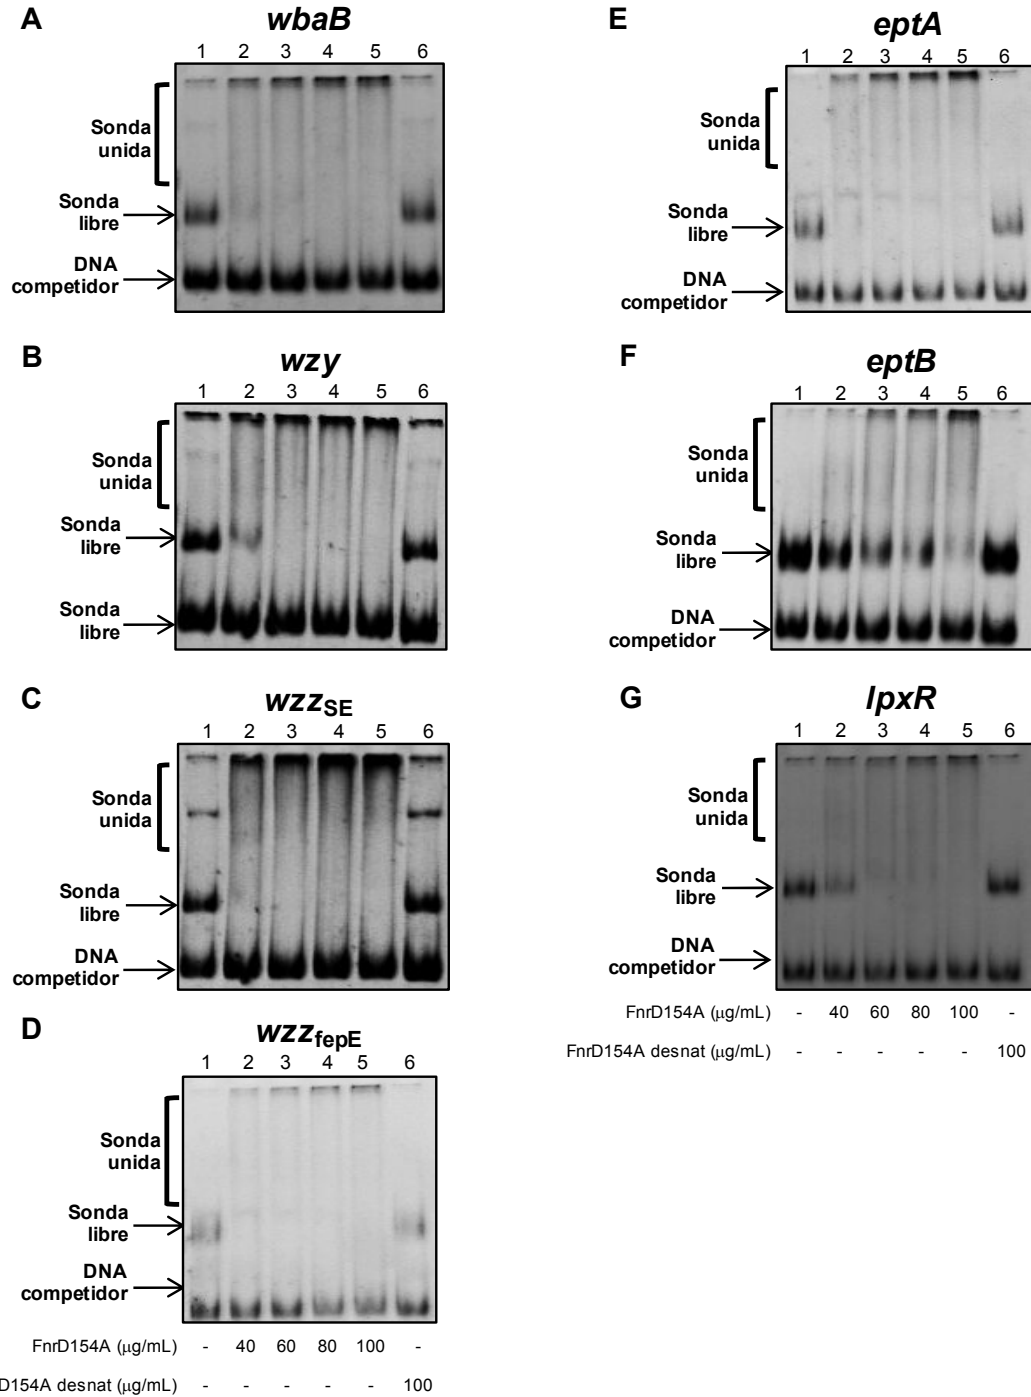 A
wbaB
1 2 3 4 5 6
Sonda
unida
Sonda
libre
DNA
competidor
B
wzy
1 2 3 4 5 6
Sonda
unida
Sonda
libre
Sonda
libre
C
wzzSE
1 2 3 4 5 6
Sonda
unida
Sonda
libre
DNA
competidor
D
wzzfepE
1 2 3 4 5 6
Sonda
unida
Sonda
libre
DNA
competidor
FnrD154A (μg/mL) - 40 60 80 100 -
D154A desnat (μg/mL) - - - - - 100
E
eptA
1 2 3 4 5 6
Sonda
unida
Sonda
libre
DNA
competidor
F
eptB
1 2 3 4 5 6
Sonda
unida
Sonda
libre
DNA
competidor
G
lpxR
1 2 3 4 5 6
Sonda
unida
Sonda
libre
DNA
competidor
FnrD154A (μg/mL) - 40 60 80 100 -
FnrD154A desnat (μg/mL) - - - - - 100